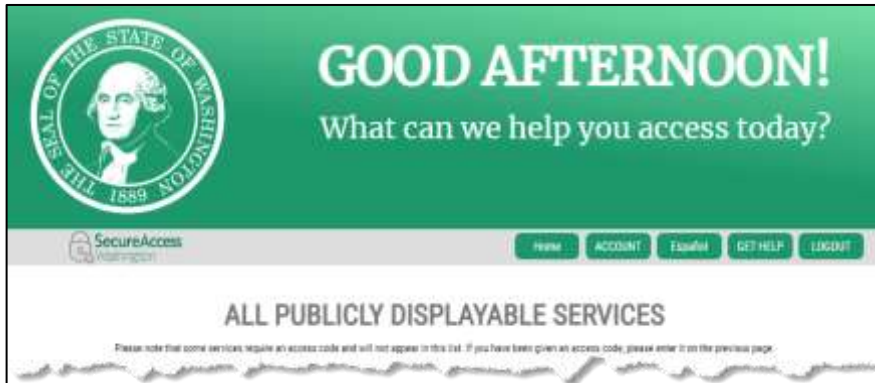 THE SEAL OF THE STATE OF WASHINGTON
1889
GOOD AFTERNOON!
What can we help you access today?
SecureAccess
Washington
Home ACCOUNT Español GET HELP LOGOUT
ALL PUBLICLY DISPLAYABLE SERVICES
Please note that some services require an access code and will not appear in this list. If you have been given an access code, please enter it on the previous page.